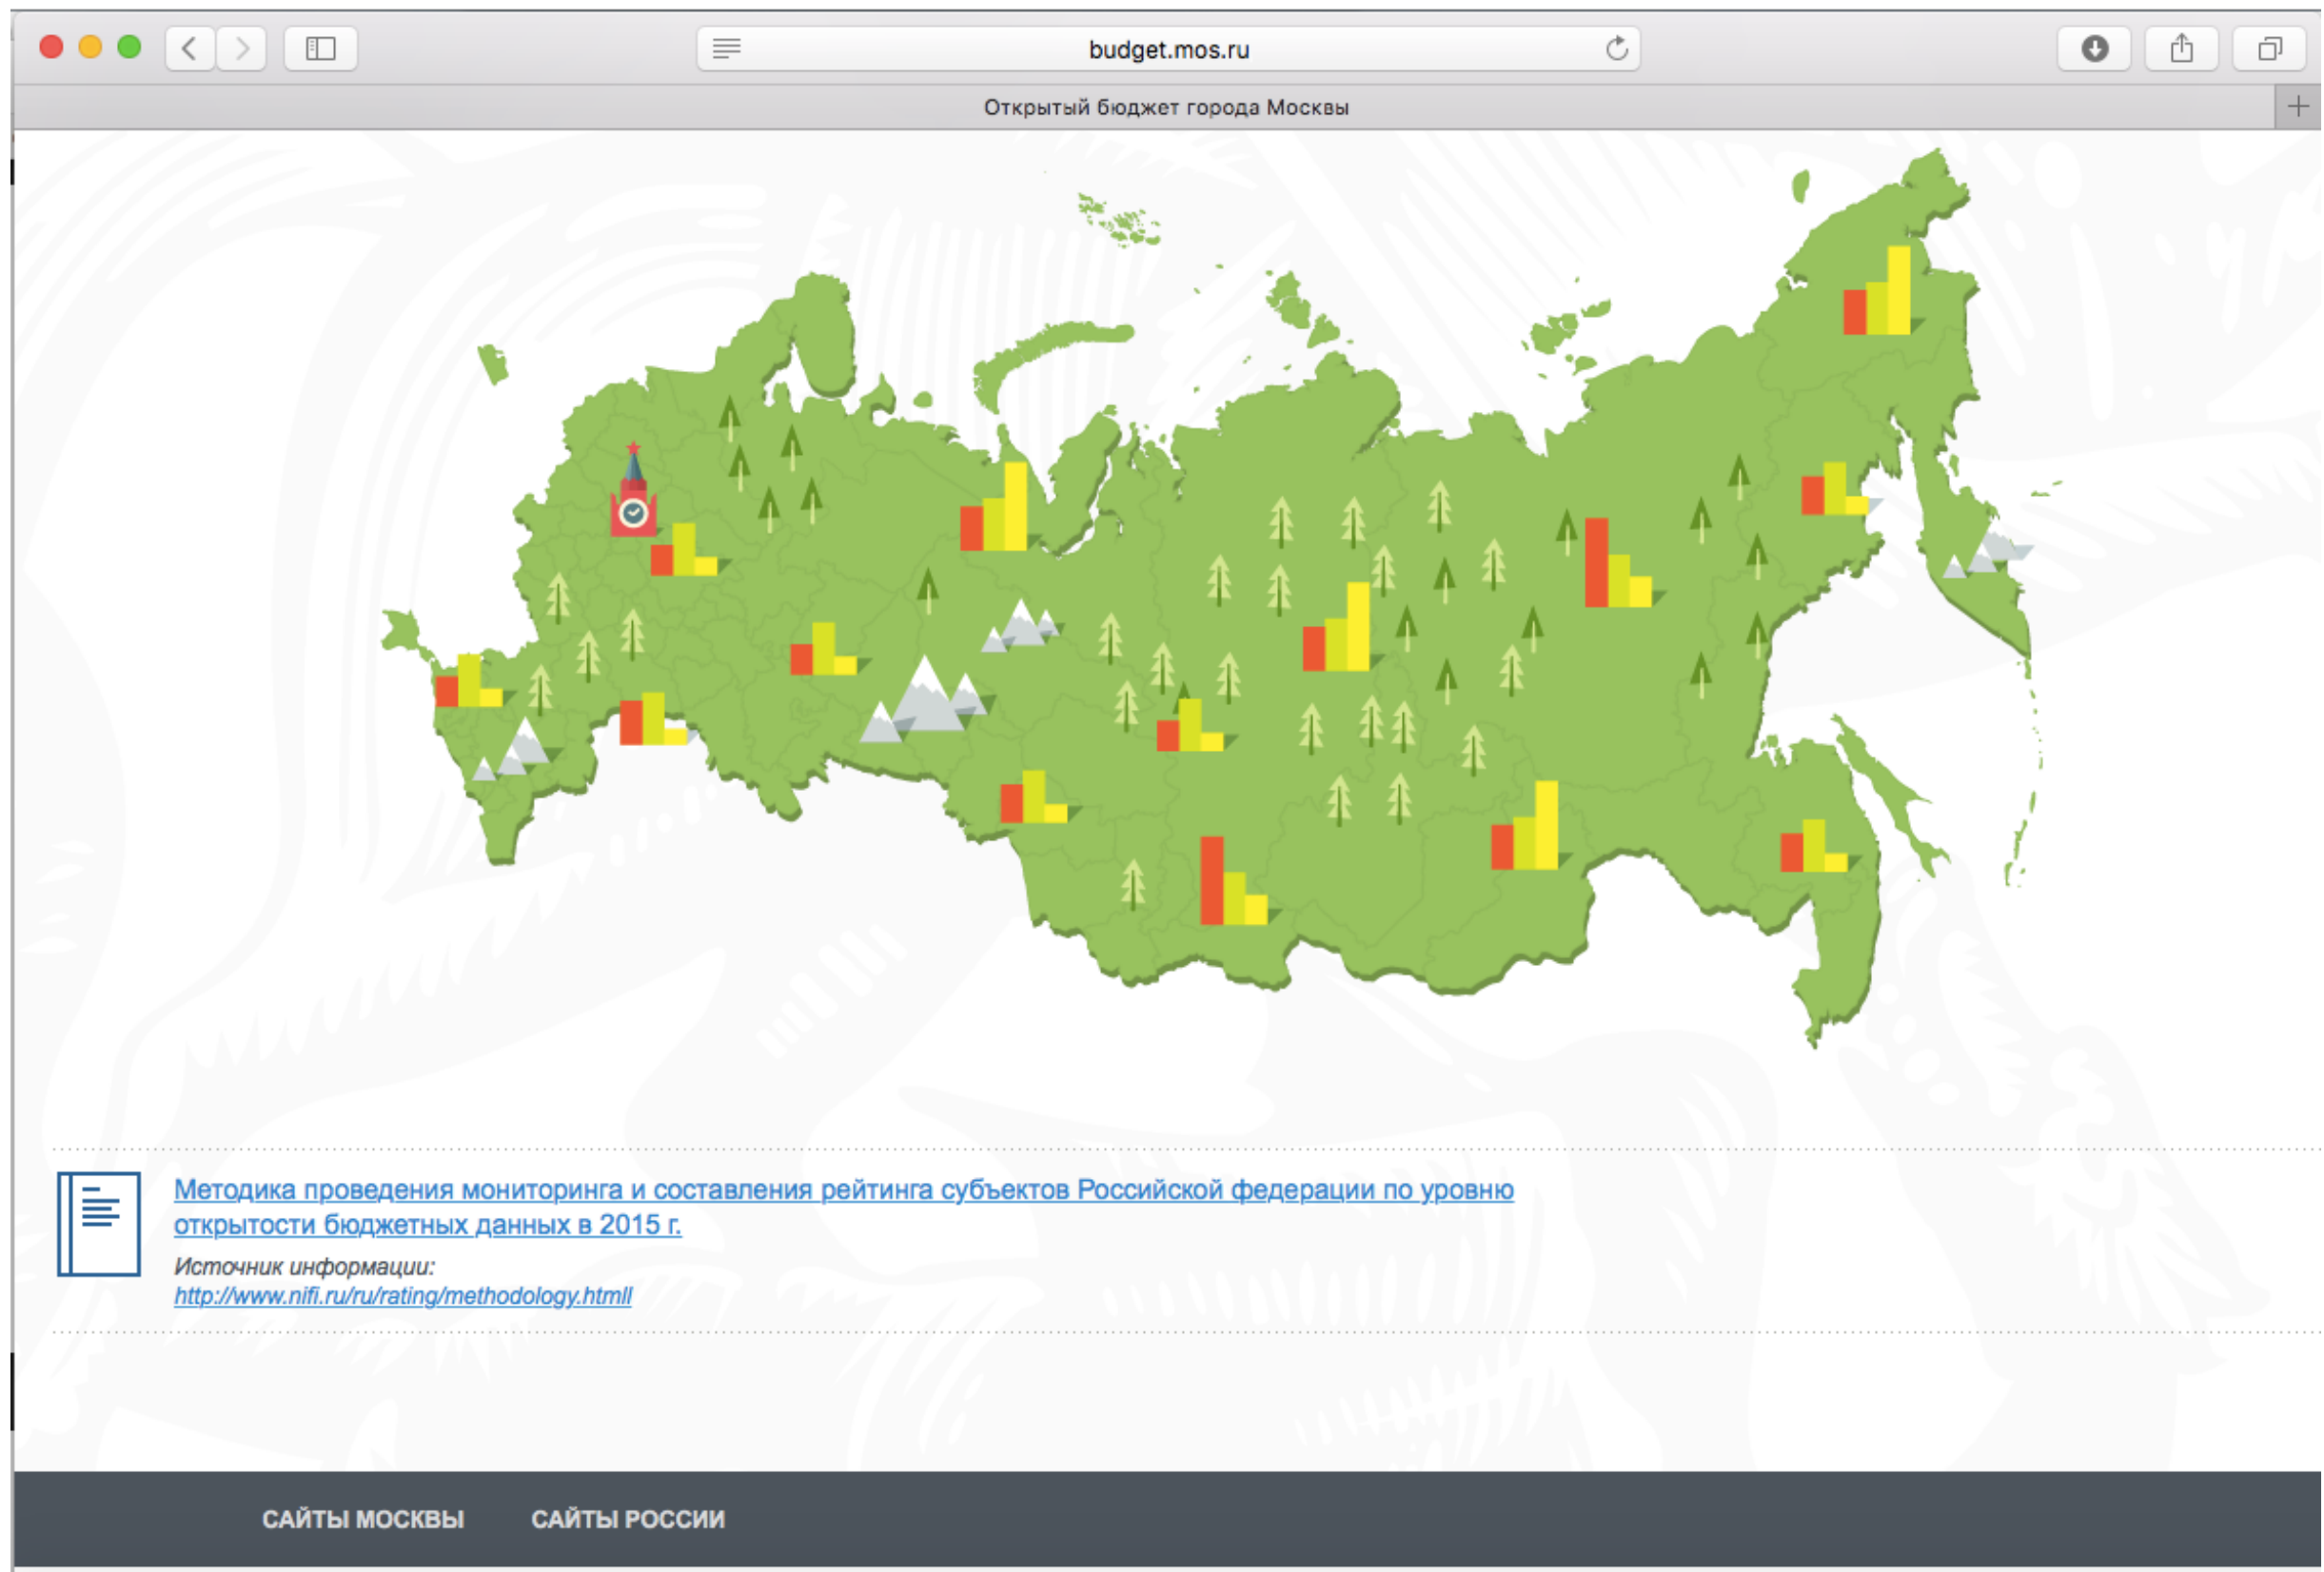 budget.mos.ru
Открытый бюджет города Москвы
Методика проведения мониторинга и составления рейтинга субъектов Российской федерации по уровню
открытости бюджетных данных в 2015 г.
Источник информации:
http://www.nifi.ru/ru/rating/methodology.htmll
САЙТЫ МОСКВЫ САЙТЫ РОССИИ